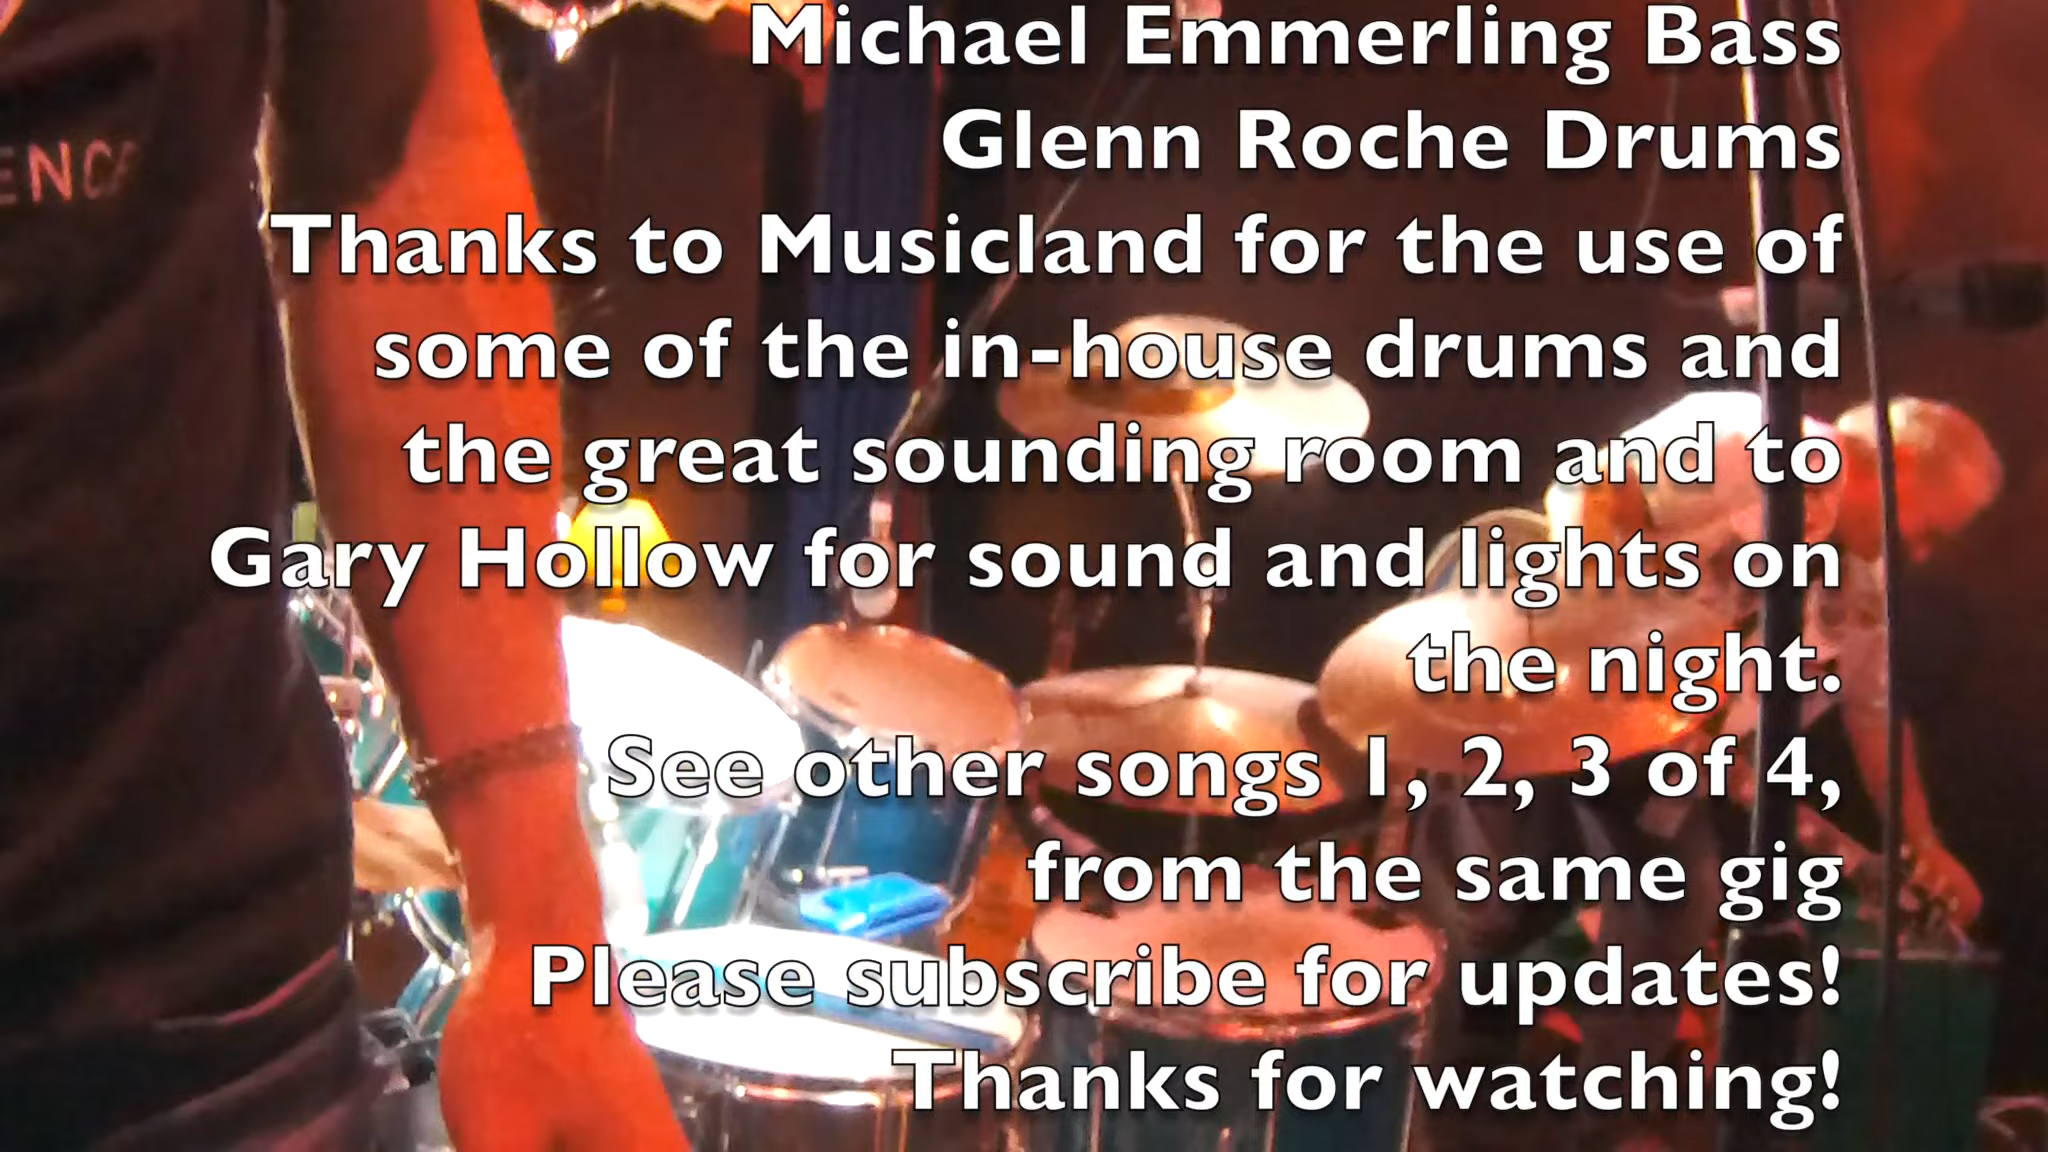 Michael Emmerling Bass
Glenn Roche Drums
Thanks to Musicland for the use of
some of the in-house drums and
the great sounding room and to
Gary Hollow for sound and lights on
the night.
See other songs 1, 2, 3 of 4,
from the same gig
Please subscribe for updates!
Thanks for watching!